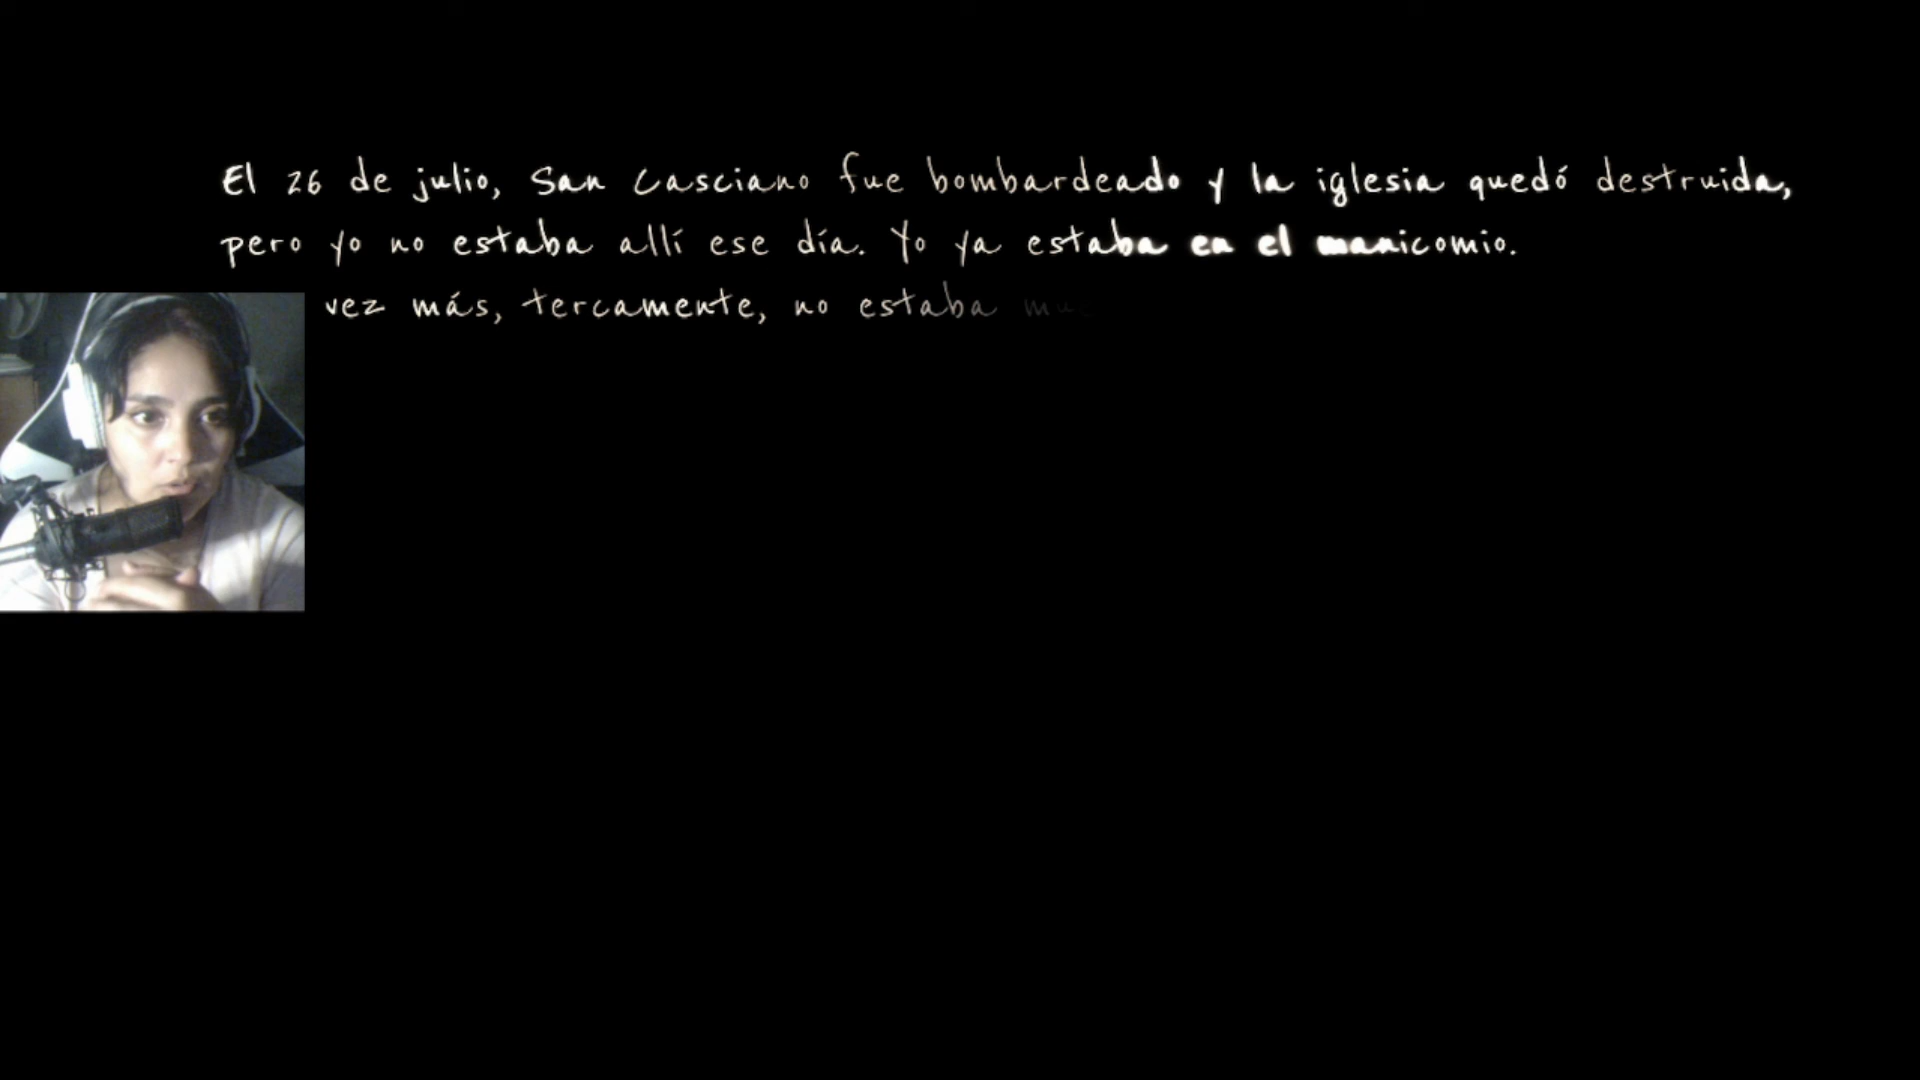 El 26 de julio, San Casciano fue bombardeado y la iglesia quedó destruida,
pero yo no estaba allí ese día. Yo ya estaba en el manicomio.
vez más, tercamente, no estaba